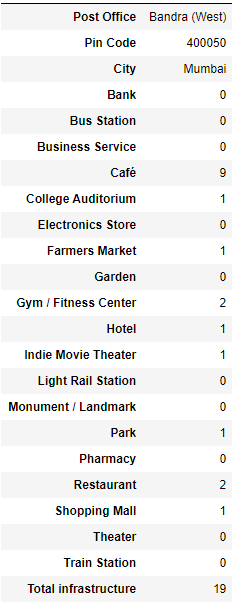 Post Office Bandra (West)
Pin Code 400050
City Mumbai
Bank 0
Bus Station 0
Business Service 0
Café 9
College Auditorium 1
Electronics Store 0
Farmers Market 1
Garden 0
Gym / Fitness Center 2
Hotel 1
Indie Movie Theater 1
Light Rail Station 0
Monument / Landmark 0
Park 1
Pharmacy 0
Restaurant 2
Shopping Mall 1
Theater 0
Train Station 0
Total infrastructure 19